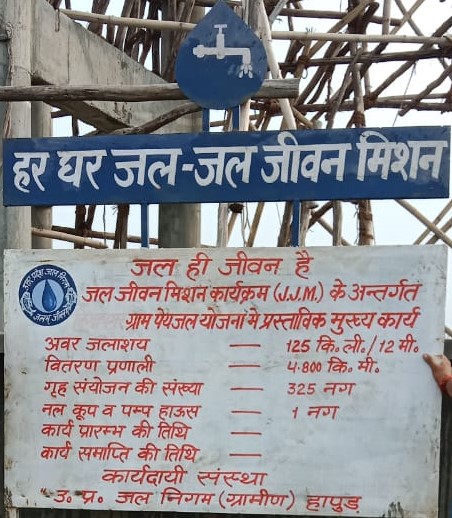 हर घर जल-जल जीवन मिशन
जल ही जीवन है
जल जीवन मिशन कार्यक्रम (J.J.M.) के अन्तर्गत
ग्राम पेयजल योजना में प्रस्तावित मुख्य कार्य
अवर जलाशय — 125 कि. ली./12 मी.
वितरण प्रणाली — 4.800 कि. मी.
गृह संयोजन की संख्या — 325 नग
नल कूप व पम्प हाऊस — 1 नग
कार्य प्रारम्भ की तिथि —
कार्य समाप्ति की तिथि —
कार्यदायी संस्था
उ. प्र. जल निगम (ग्रामीण) हापुड़